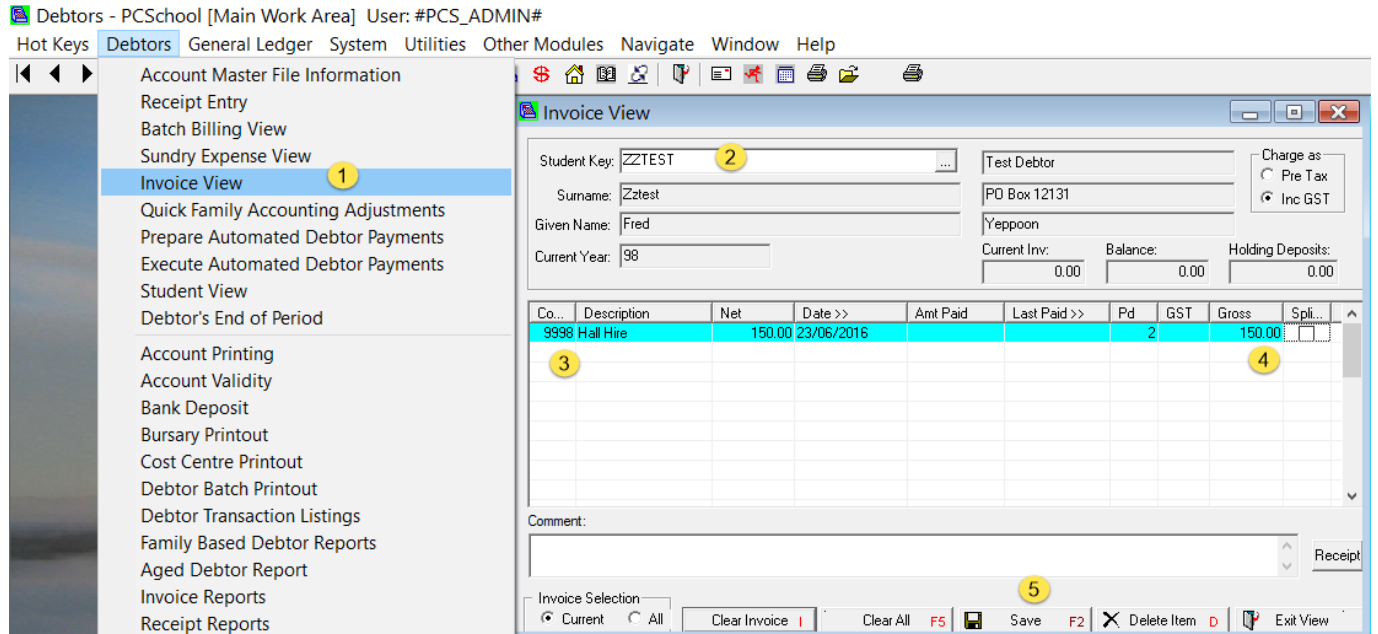 Debtors - PCSchool [Main Work Area] User: #PCS_ADMIN#
Hot Keys Debtors General Ledger System Utilities Other Modules Navigate Window Help
Account Master File Information
Receipt Entry
Batch Billing View
Sundry Expense View
Invoice View 1
Quick Family Accounting Adjustments
Prepare Automated Debtor Payments
Execute Automated Debtor Payments
Student View
Debtor's End of Period
Account Printing
Account Validity
Bank Deposit
Bursary Printout
Cost Centre Printout
Debtor Batch Printout
Debtor Transaction Listings
Family Based Debtor Reports
Aged Debtor Report
Invoice Reports
Receipt Reports
Invoice View
Student Key: ZZTEST 2 ... Test Debtor Charge as
Pre Tax
Surname: Zztest PO Box 12131 Inc GST
Given Name: Fred Yeppoon
Current Year: 98 Current Inv: Balance: Holding Deposits:
0.00 0.00 0.00
Co... Description Net Date >> Amt Paid Last Paid >> Pd GST Gross Spli...
9998 Hall Hire 150.00 23/06/2016 2 150.00
3 4
Comment:
Receipt
5
Invoice Selection
Current All Clear Invoice I Clear All F5 Save F2 Delete Item D Exit View